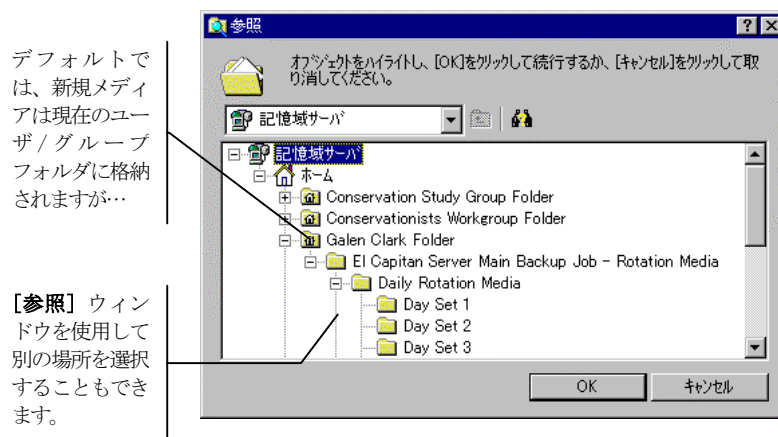 デフォルトで
は、新規メディ
アは現在のユー
ザ/グループ
フォルダに格納
されますが…
[参照] ウィン
ドウを使用して
別の場所を選択
することもでき
ます。
参照
オブジェクトをハイライトし、[OK]をクリックして続行するか、[キャンセル]をクリックして取
り消してください。
記憶域サーバ
記憶域サーバ
ホーム
Conservation Study Group Folder
Conservationists Workgroup Folder
Galen Clark Folder
El Capitan Server Main Backup Job - Rotation Media
Daily Rotation Media
Day Set 1
Day Set 2
Day Set 3
OK
キャンセル